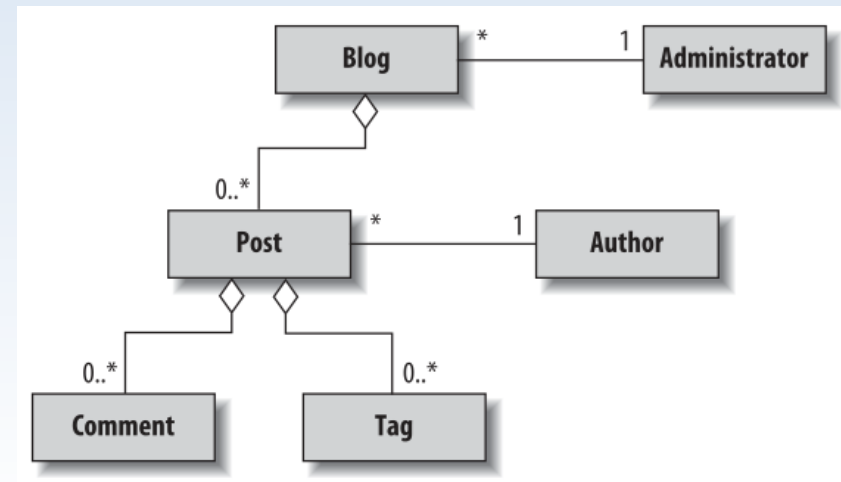 Blog
*
1
Administrator
0..*
Post
*
1
Author
0..*
0..*
Comment
Tag